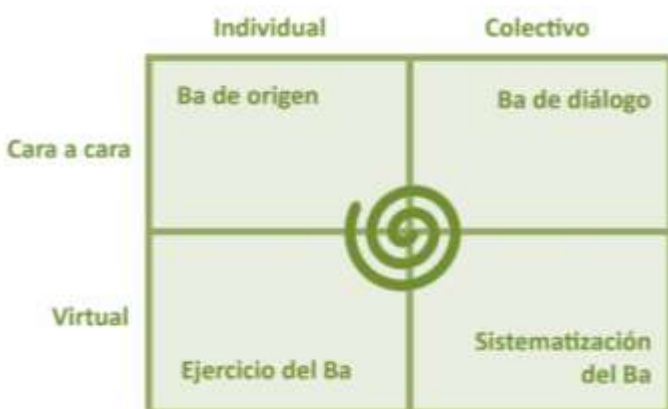 Individual
Colectivo
Cara a cara
Ba de origen
Ba de diálogo
Virtual
Ejercicio del Ba
Sistematización
del Ba